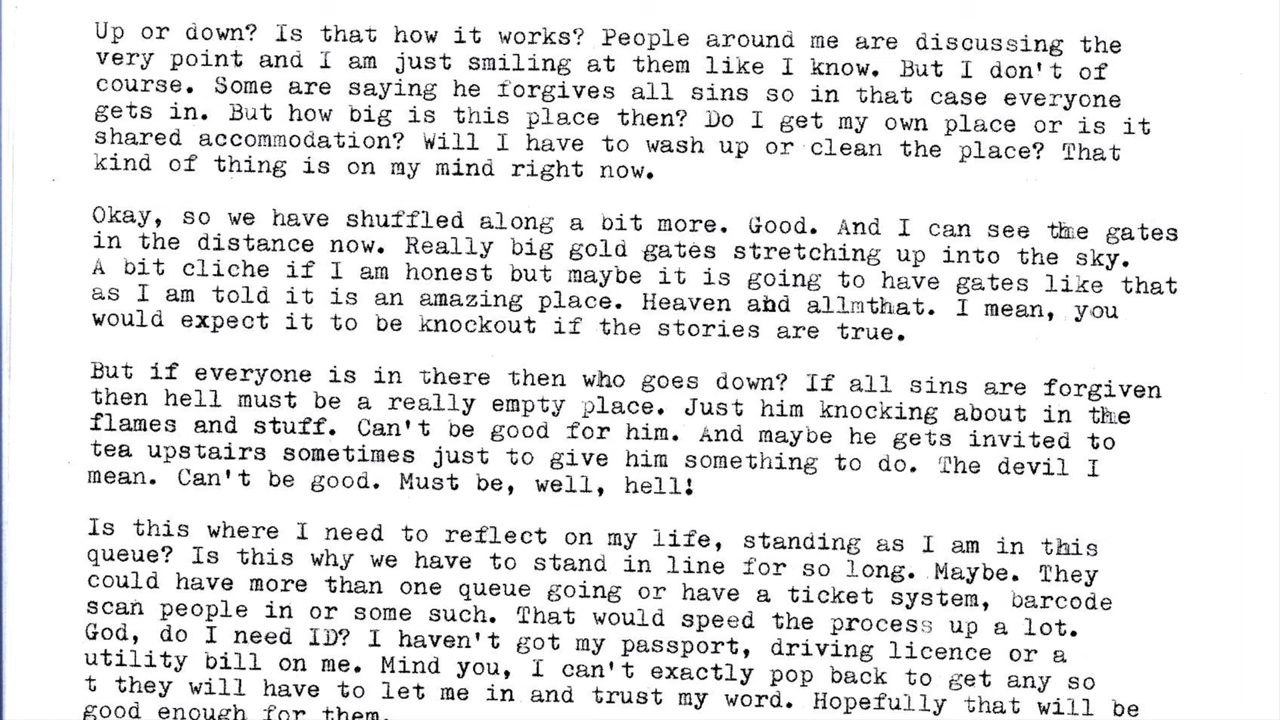 Up or down? Is that how it works? People around me are discussing the
very point and I am just smiling at them like I know. But I don't of
course. Some are saying he forgives all sins so in that case everyone
gets in. But how big is this place then? Do I get my own place or is it
shared accommodation? Will I have to wash up or clean the place? That
kind of thing is on my mind right now.
Okay, so we have shuffled along a bit more. Good. And I can see the gates
in the distance now. Really big gold gates stretching up into the sky.
A bit cliche if I am honest but maybe it is going to have gates like that
as I am told it is an amazing place. Heaven and allmthat. I mean, you
would expect it to be knockout if the stories are true.
But if everyone is in there then who goes down? If all sins are forgiven
then hell must be a really empty place. Just him knocking about in the
flames and stuff. Can't be good for him. And maybe he gets invited to
tea upstairs sometimes just to give him something to do. The devil I
mean. Can't be good. Must be, well, hell!
Is this where I need to reflect on my life, standing as I am in this
queue? Is this why we have to stand in line for so long. Maybe. They
could have more than one queue going or have a ticket system, barcode
scan people in or some such. That would speed the process up a lot.
God, do I need ID? I haven't got my passport, driving licence or a
utility bill on me. Mind you, I can't exactly pop back to get any so
t they will have to let me in and trust my word. Hopefully that will be
good enough for them.